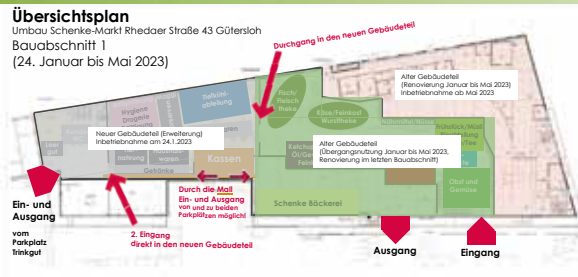 Übersichtsplan
Umbau Schenke-Markt Rhedaer Straße 43 Gütersloh
Bauabschnitt 1
(24. Januar bis Mai 2023)
Durchgang in den neuen Gebäudeteil
Alter Gebäudeteil
(Renovierung Januar bis Mai 2023)
Inbetriebnahme ab Mai 2023
Tiefkühl-
abteilung
Fisch/
Fleisch
theke
Käse/Feinkost
Wursttheke
Hygiene
Drogerie
Neuer Gebäudeteil (Erweiterung)
Inbetriebnahme am 24.1.2023
Alter Gebäudeteil
(Übergangsnutzung Januar bis Mai 2023,
Renovierung im letzten Bauabschnitt)
Leer
gut
waren
Kassen
Getränke
Obst und
Gemüse
Schenke Bäckerei
Ein- und
Ausgang
vom
Parkplatz
Trinkgut
Durch die Mall
Ein- und Ausgang
von und zu beiden
Parkplätzen möglich!
2. Eingang
direkt in den neuen Gebäudeteil
Ausgang
Eingang